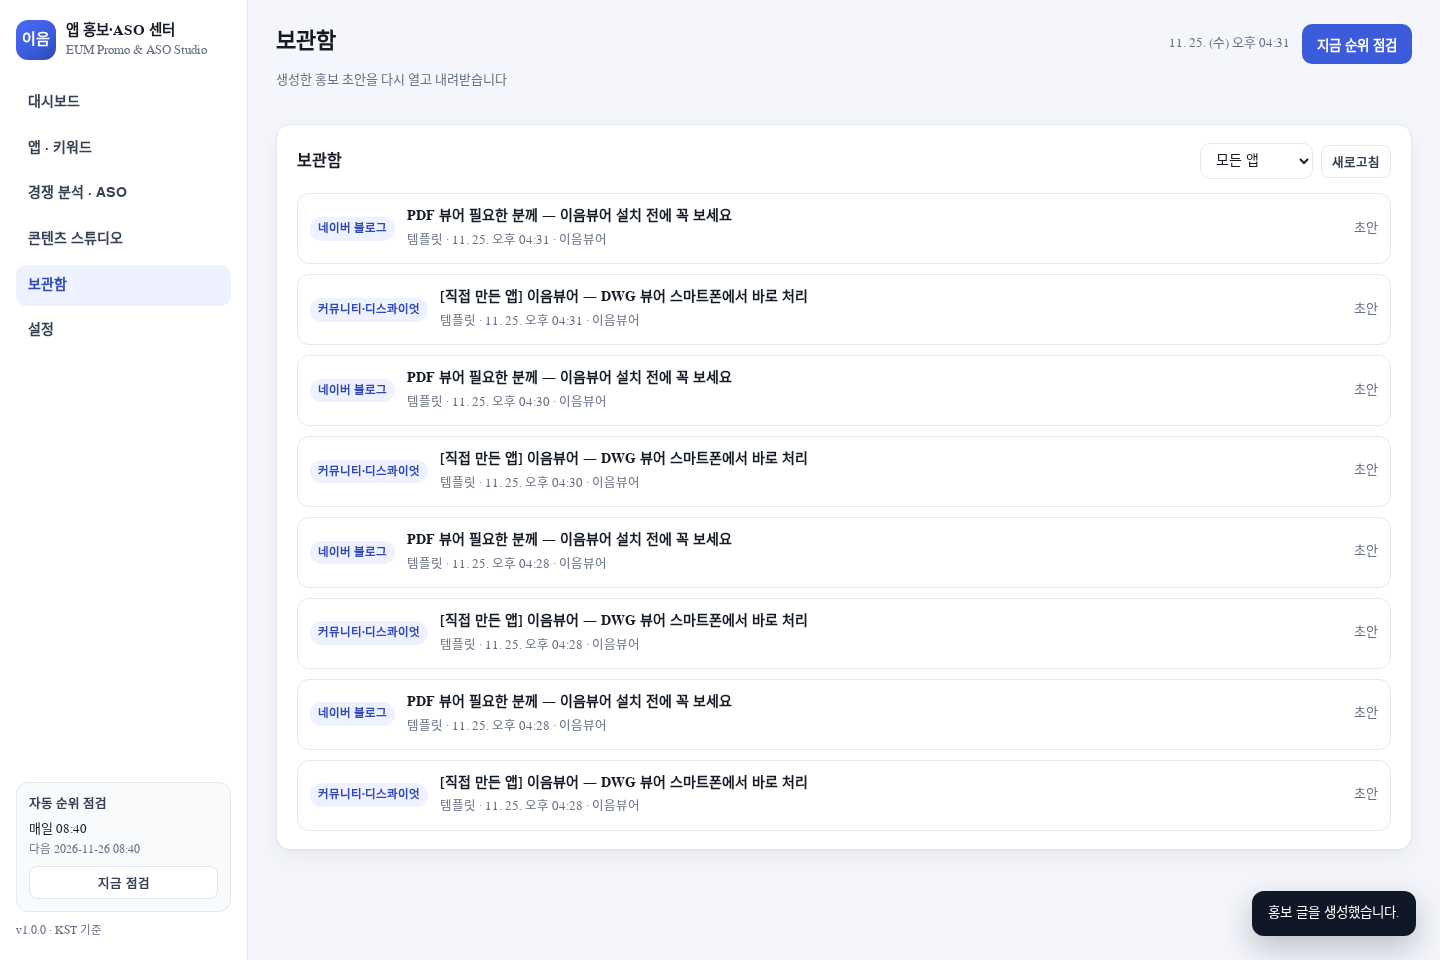 이음
앱 홍보·ASO 센터
EUM Promo & ASO Studio
대시보드
앱 · 키워드
경쟁 분석 · ASO
콘텐츠 스튜디오
보관함
설정
자동 순위 점검
매일 08:40
다음 2026-11-26 08:40
지금 점검
v1.0.0 · KST 기준
보관함
생성한 홍보 초안을 다시 열고 내려받습니다
11. 25. (수) 오후 04:31
지금 순위 점검
보관함
모든 앱
새로고침
네이버 블로그
PDF 뷰어 필요한 분께 — 이음뷰어 설치 전에 꼭 보세요
템플릿 · 11. 25. 오후 04:31 · 이음뷰어
초안
커뮤니티·디스콰이엇
[직접 만든 앱] 이음뷰어 — DWG 뷰어 스마트폰에서 바로 처리
템플릿 · 11. 25. 오후 04:31 · 이음뷰어
초안
네이버 블로그
PDF 뷰어 필요한 분께 — 이음뷰어 설치 전에 꼭 보세요
템플릿 · 11. 25. 오후 04:30 · 이음뷰어
초안
커뮤니티·디스콰이엇
[직접 만든 앱] 이음뷰어 — DWG 뷰어 스마트폰에서 바로 처리
템플릿 · 11. 25. 오후 04:30 · 이음뷰어
초안
네이버 블로그
PDF 뷰어 필요한 분께 — 이음뷰어 설치 전에 꼭 보세요
템플릿 · 11. 25. 오후 04:28 · 이음뷰어
초안
커뮤니티·디스콰이엇
[직접 만든 앱] 이음뷰어 — DWG 뷰어 스마트폰에서 바로 처리
템플릿 · 11. 25. 오후 04:28 · 이음뷰어
초안
네이버 블로그
PDF 뷰어 필요한 분께 — 이음뷰어 설치 전에 꼭 보세요
템플릿 · 11. 25. 오후 04:28 · 이음뷰어
초안
커뮤니티·디스콰이엇
[직접 만든 앱] 이음뷰어 — DWG 뷰어 스마트폰에서 바로 처리
템플릿 · 11. 25. 오후 04:28 · 이음뷰어
초안
홍보 글을 생성했습니다.